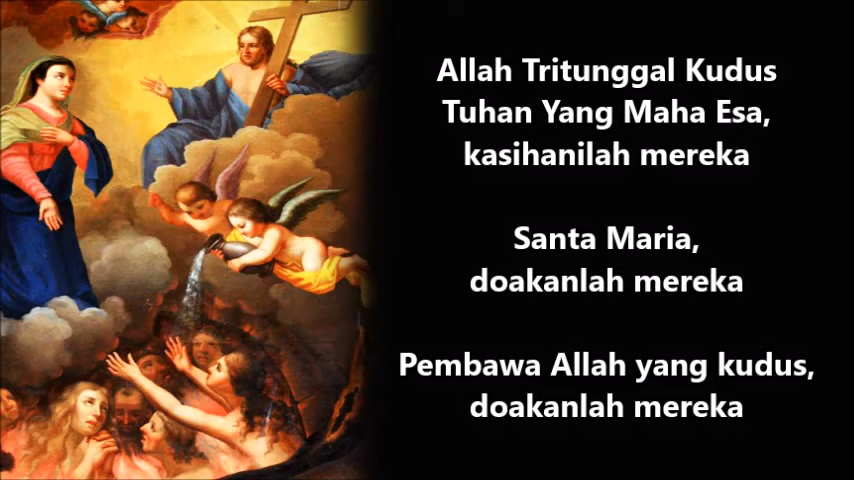 Allah Tritunggal Kudus
Tuhan Yang Maha Esa,
kasihanilah mereka
Santa Maria,
doakanlah mereka
Pembawa Allah yang kudus,
doakanlah mereka